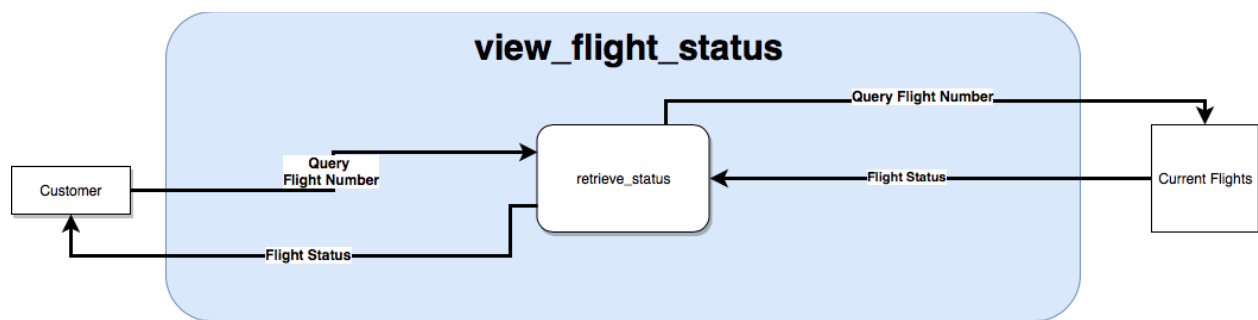 view_flight_status
Query Flight Number
Query
Flight Number
retrieve_status
Flight Status
Current Flights
Customer
Flight Status